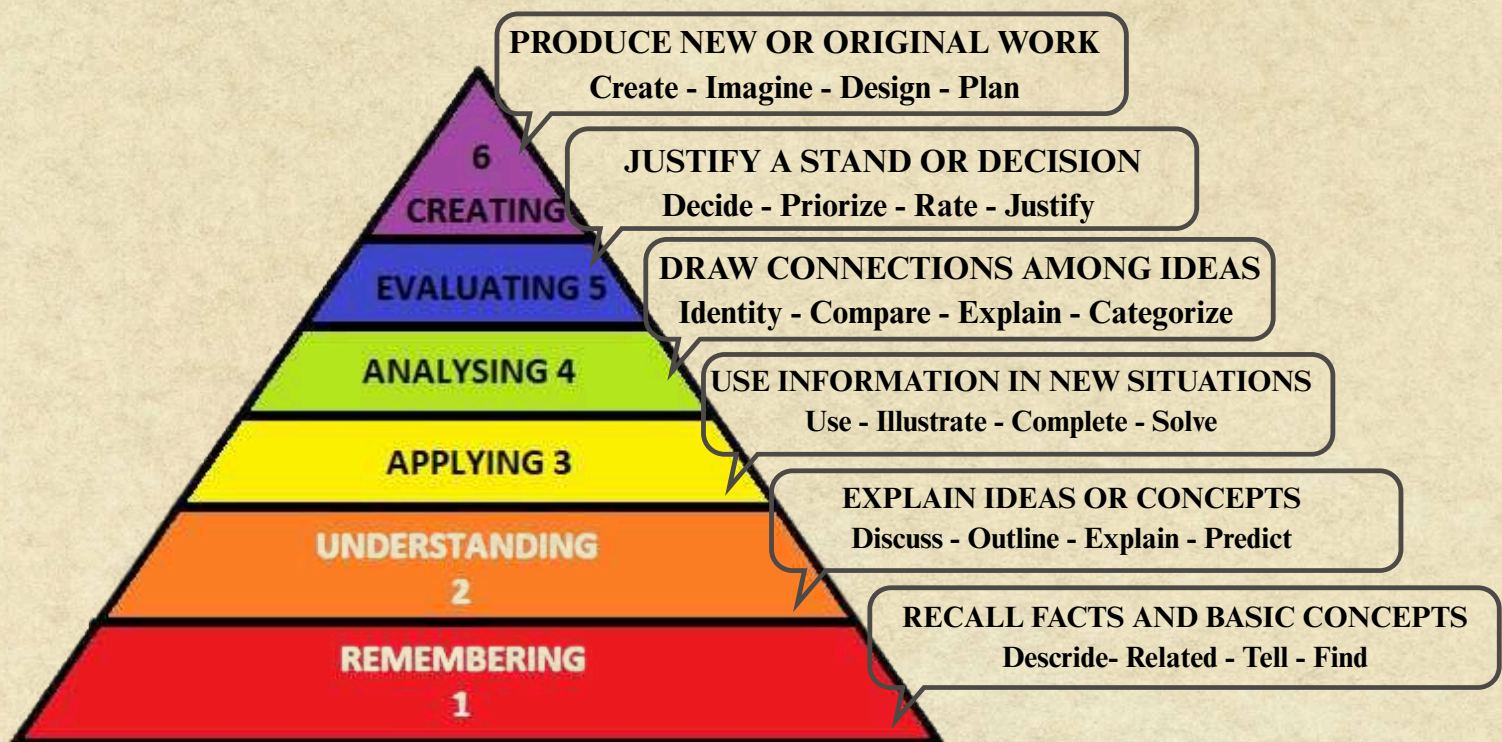 PRODUCE NEW OR ORIGINAL WORK
Create - Imagine - Design - Plan
6
CREATING
JUSTIFY A STAND OR DECISION
Decide - Priorize - Rate - Justify
EVALUATING 5
DRAW CONNECTIONS AMONG IDEAS
Identity - Compare - Explain - Categorize
ANALYSING 4
USE INFORMATION IN NEW SITUATIONS
Use - Illustrate - Complete - Solve
APPLYING 3
EXPLAIN IDEAS OR CONCEPTS
Discuss - Outline - Explain - Predict
UNDERSTANDING
2
RECALL FACTS AND BASIC CONCEPTS
Descride- Related - Tell - Find
REMEMBERING
1